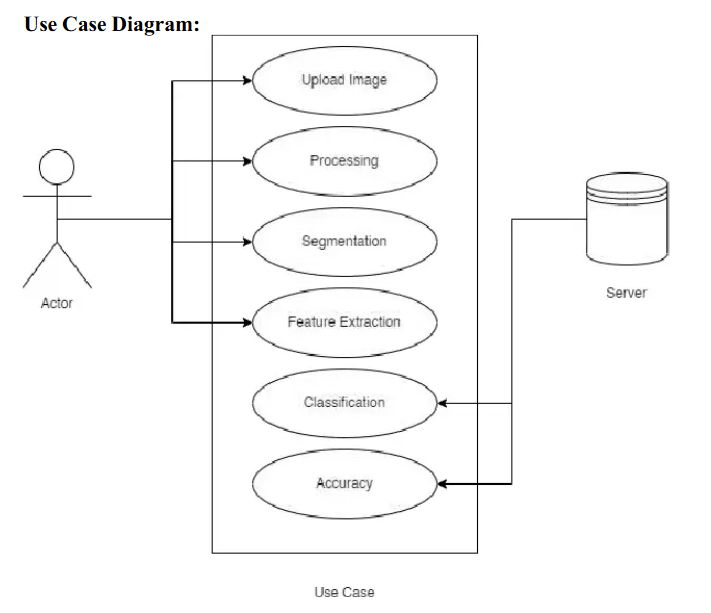 Use Case Diagram:
Upload Image
Processing
Segmentation
Actor
Server
Feature Extraction
Classification
Accuracy
Use Case